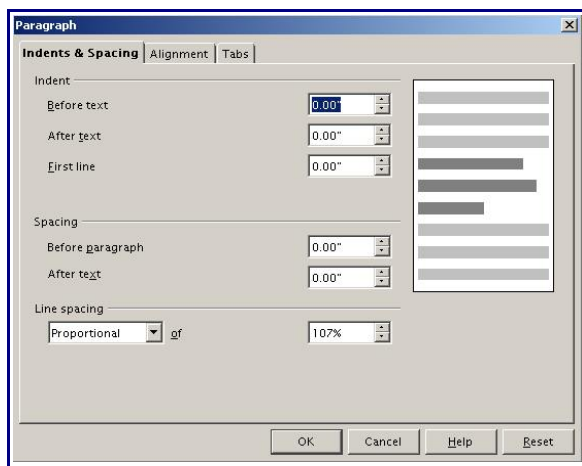 Paragraph
Indents & Spacing Alignment Tabs
Indent
Before text 0.00"
After text 0.00"
First line 0.00"
Spacing
Before paragraph 0.00"
After text 0.00"
Line spacing
Proportional of 107%
OK Cancel Help Reset